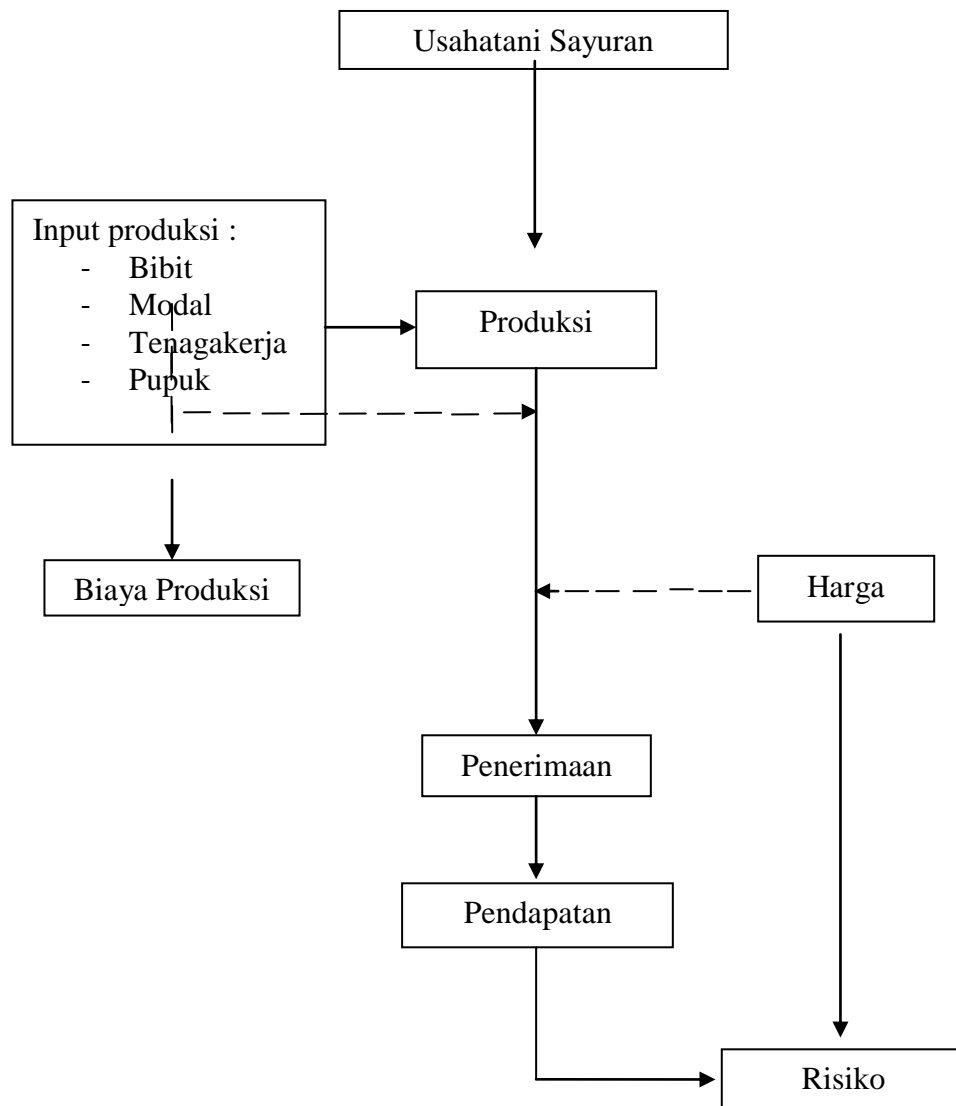 Usahatani Sayuran
Input produksi :
- Bibit
- Modal
- Tenagakerja
- Pupuk
Produksi
Biaya Produksi
Harga
Penerimaan
Pendapatan
Risiko